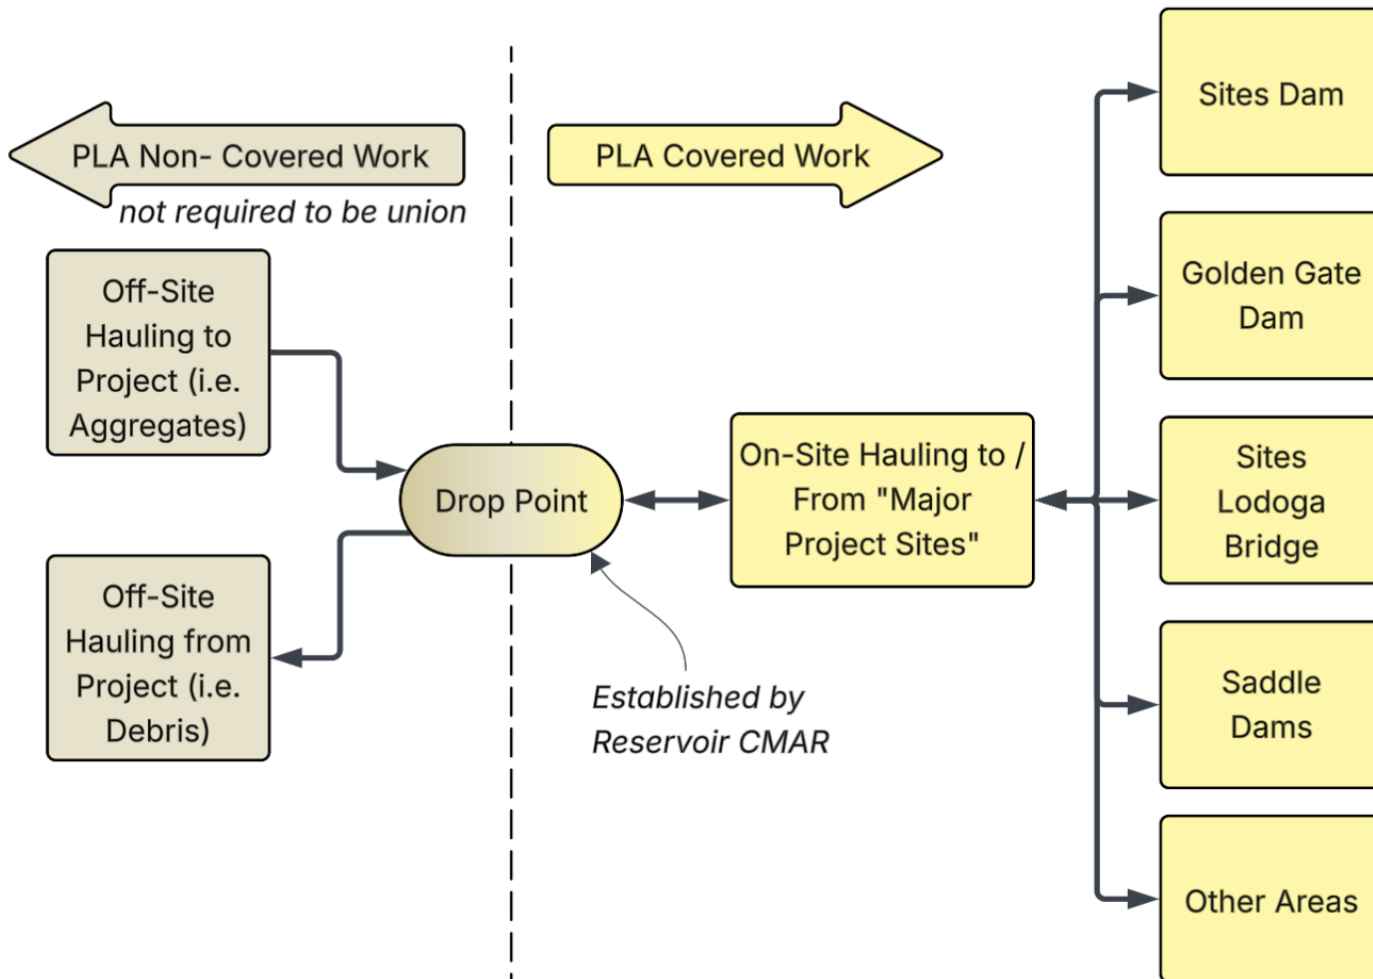 PLA Non- Covered Work
not required to be union
PLA Covered Work
Off-Site
Hauling to
Project (i.e.
Aggregates)
Off-Site
Hauling from
Project (i.e.
Debris)
Drop Point
Established by
Reservoir CMAR
On-Site Hauling to /
From "Major
Project Sites"
Sites Dam
Golden Gate
Dam
Sites
Lodoga
Bridge
Saddle
Dams
Other Areas